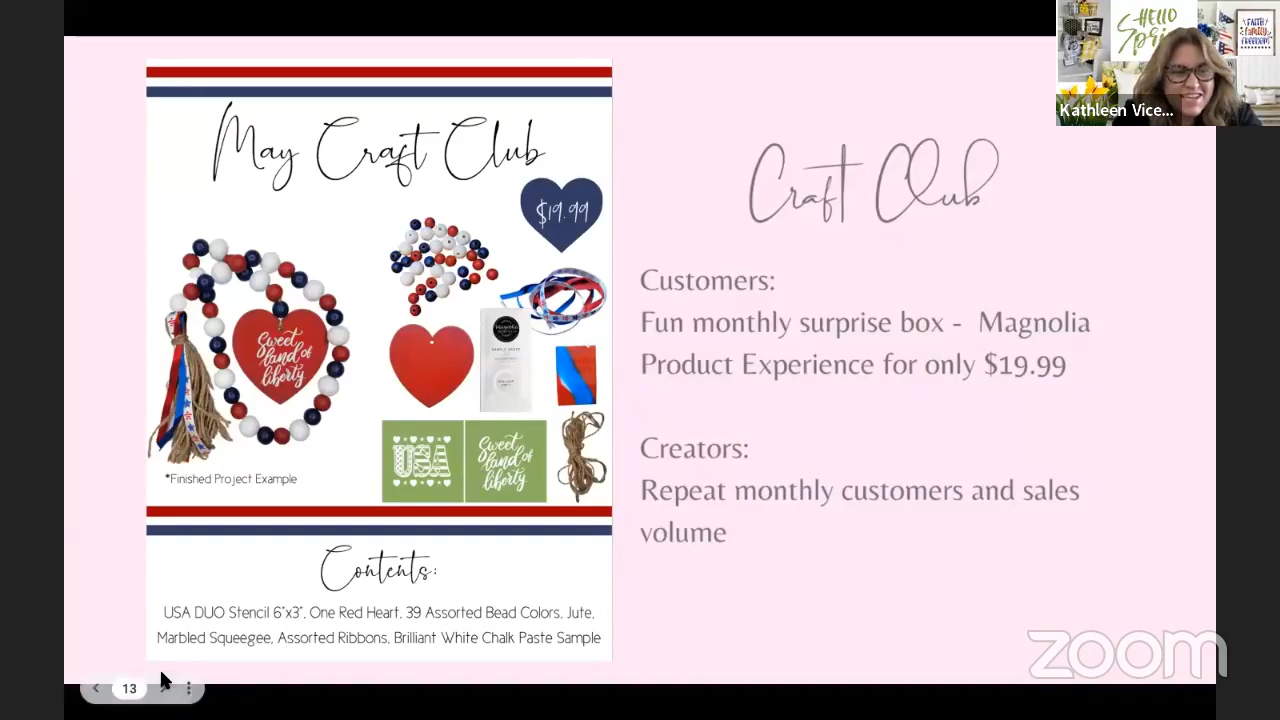 HELLO
Spri
FAITH
family
FREEDOM
Kathleen Vice...
May Craft Club
$19.99
Sweet
land of
liberty
magnolia
USA
Sweet
land of
liberty
*Finished Project Example
Contents:
USA DUO Stencil 6"x3", One Red Heart, 39 Assorted Bead Colors, Jute,
Marbled Squeegee, Assorted Ribbons, Brilliant White Chalk Paste Sample
Craft Club
Customers:
Fun monthly surprise box - Magnolia
Product Experience for only $19.99
Creators:
Repeat monthly customers and sales
volume
zoom
13